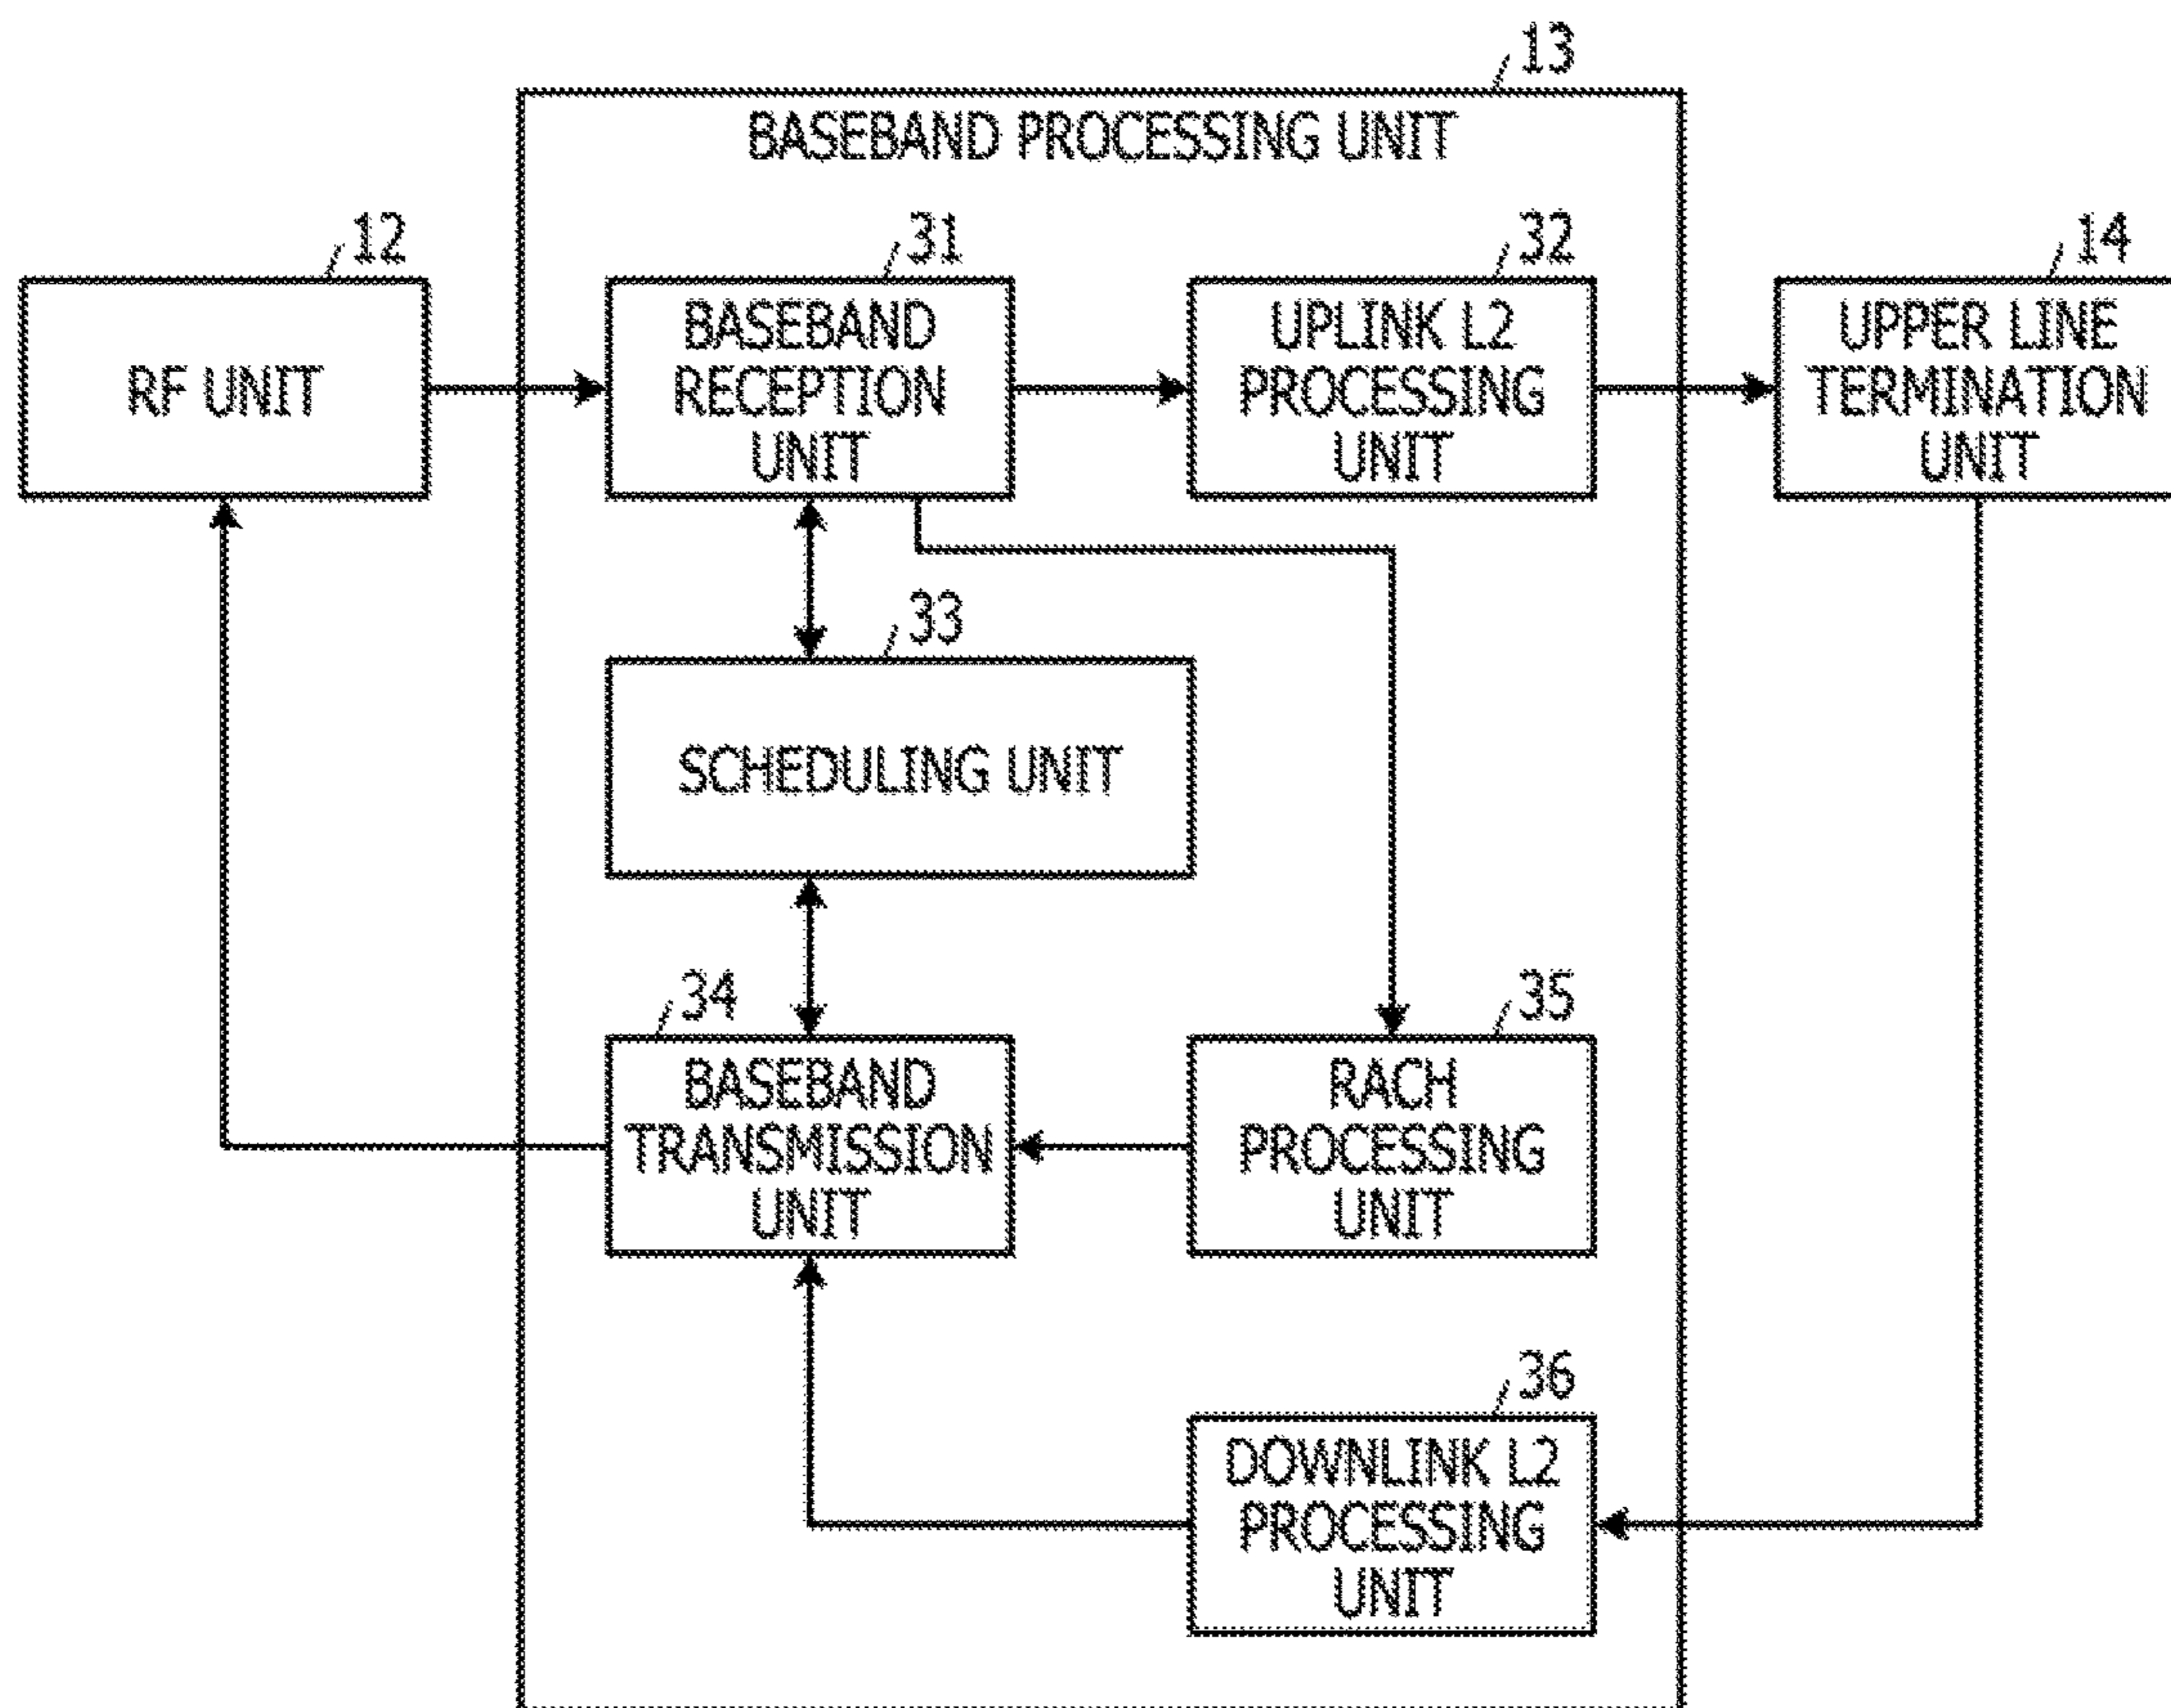 13
BASEBAND PROCESSING UNIT
12
31
32
14
RF UNIT
BASEBAND
RECEPTION
UNIT
UPLINK L2
PROCESSING
UNIT
UPPER LINE
TERMINATION
UNIT
33
SCHEDULING UNIT
34
35
BASEBAND
TRANSMISSION
UNIT
RACH
PROCESSING
UNIT
36
DOWNLINK L2
PROCESSING
UNIT